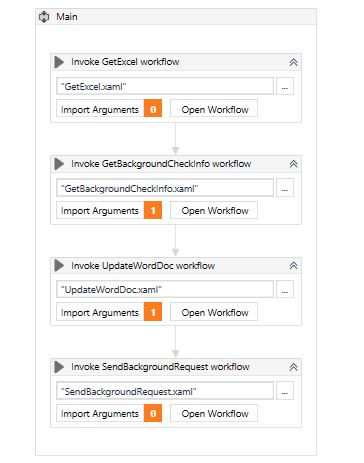 Main
Invoke GetExcel workflow
"GetExcel.xaml"
...
Import Arguments 0 Open Workflow
Invoke GetBackgroundCheckInfo workflow
"GetBackgroundCheckInfo.xaml"
...
Import Arguments 1 Open Workflow
Invoke UpdateWordDoc workflow
"UpdateWordDoc.xaml"
...
Import Arguments 1 Open Workflow
Invoke SendBackgroundRequest workflow
"SendBackgroundRequest.xaml"
...
Import Arguments 0 Open Workflow